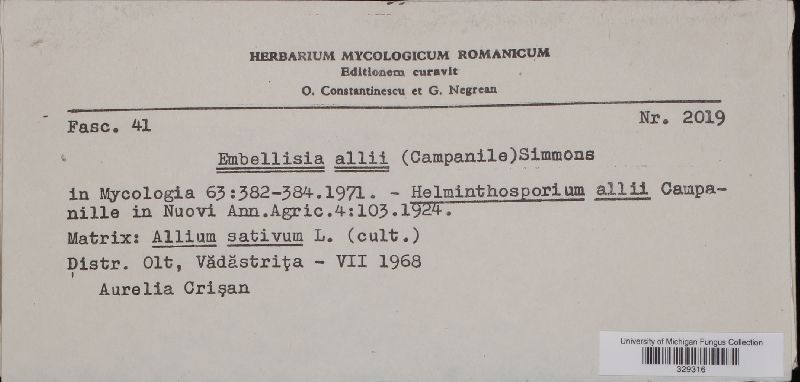 HERBARIUM MYCOLOGICUM ROMANICUM
Editionem curavit
O. Constantinescu et G. Negrean
Fasc. 41
Nr. 2019
Embellisia allii (Campanile)Simmons
in Mycologia 63:382-384.1971. - Helminthosporium allii Campa-
nille in Nuovi Ann.Agric.4:103.1924.
Matrix: Allium sativum L. (cult.)
Distr. Olt, Vădăstriţa - VII 1968
Aurelia Crişan
University of Michigan Fungus Collection
329316